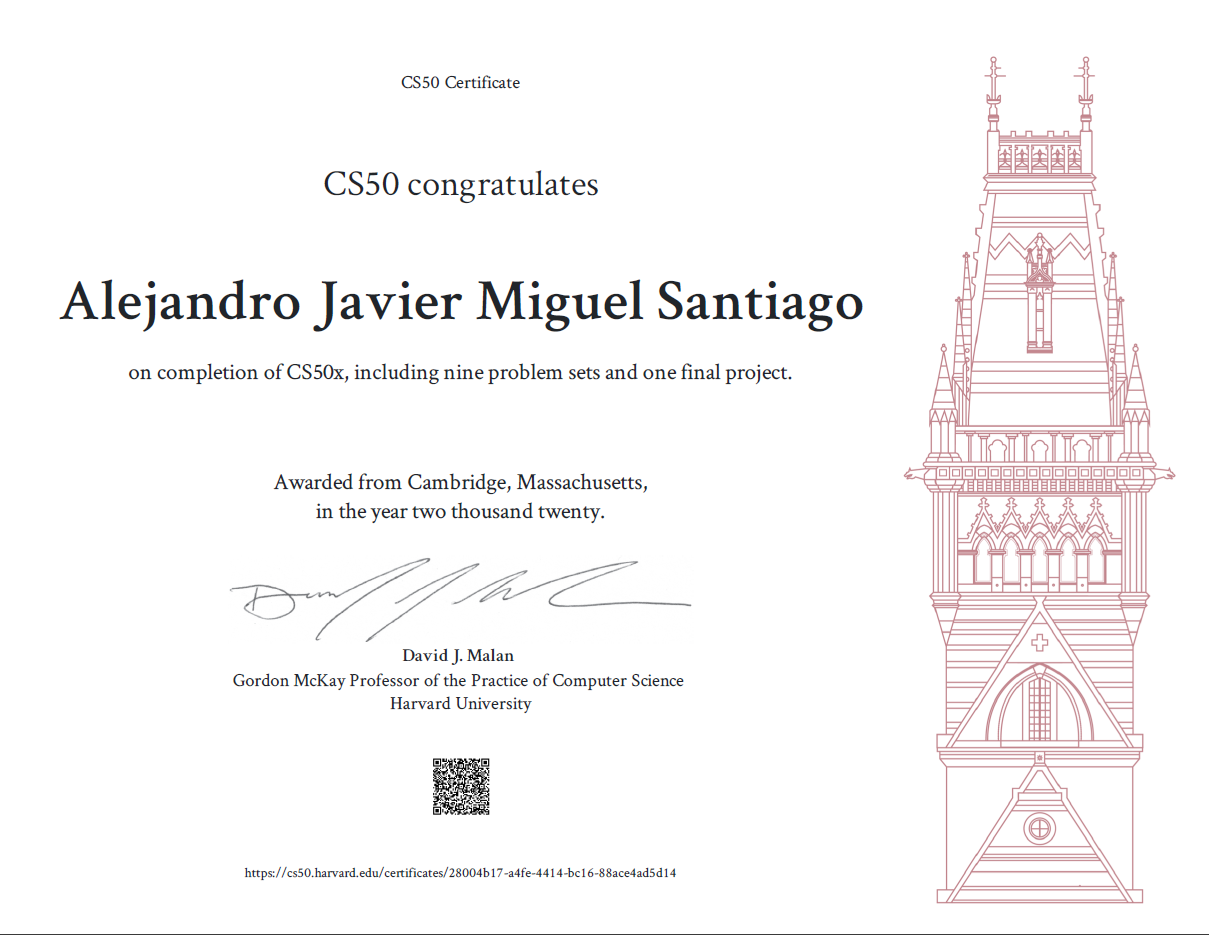 CS50 Certificate
CS50 congratulates
Alejandro Javier Miguel Santiago
on completion of CS50x, including nine problem sets and one final project.
Awarded from Cambridge, Massachusetts,
in the year two thousand twenty.
David J. Malan
Gordon McKay Professor of the Practice of Computer Science
Harvard University
https://cs50.harvard.edu/certificates/28004b17-a4fe-4414-bc16-88ace4ad5d14